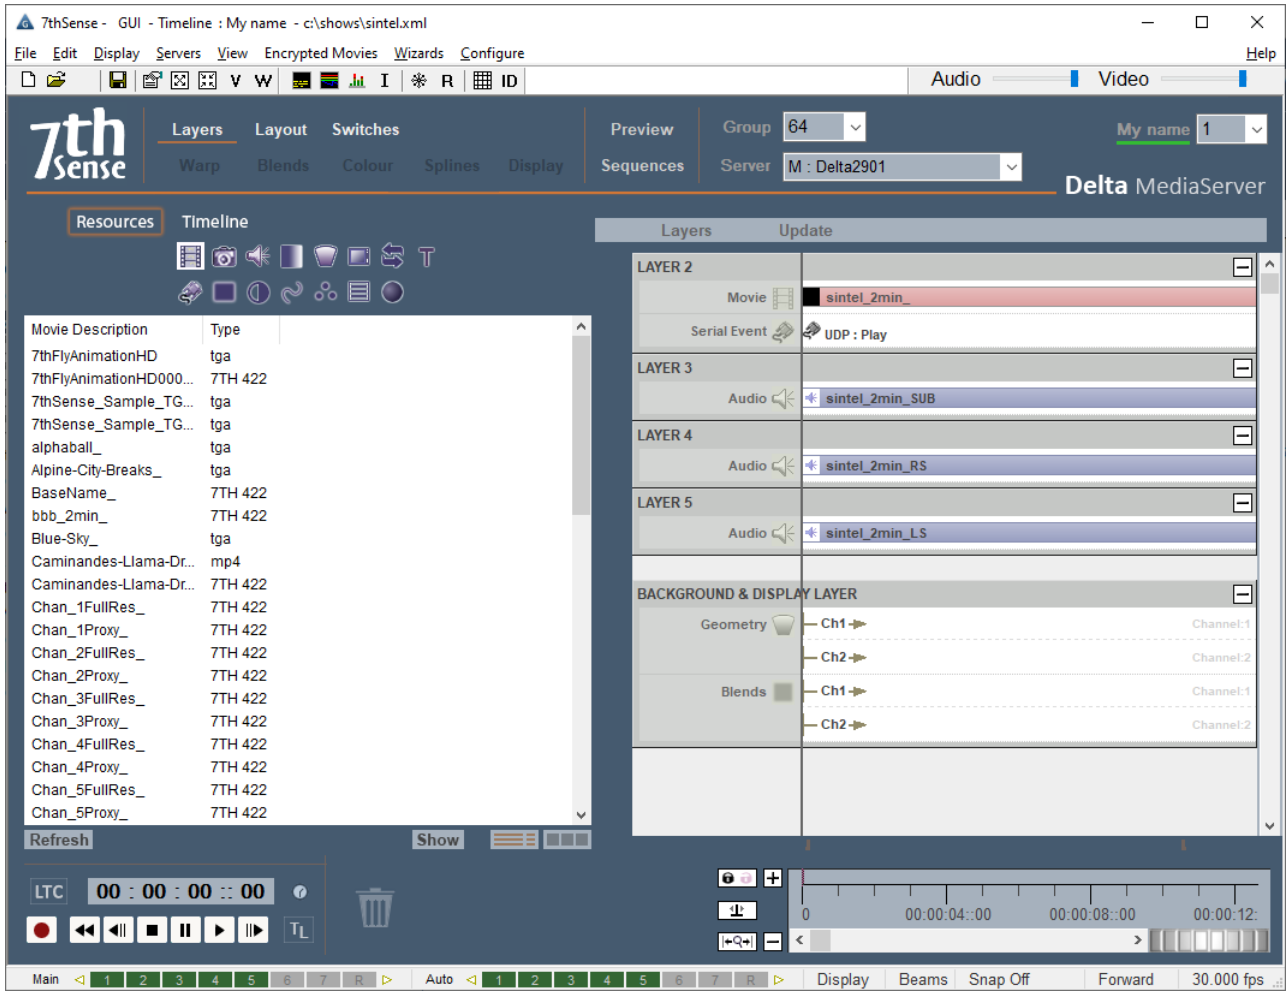 7thSense -   GUI  - Timeline  : My name  - c:\shows\sintel.xml
File Edit Display Servers View Encrypted Movies Wizards Configure Help
V W I R ID Audio Video
7th Sense
Layers Layout Switches
Warp Blends Colour Splines Display
Preview Group 64 My name 1
Sequences Server M : Delta2901
Delta MediaServer
Resources Timeline
T
Movie Description Type
7thFlyAnimationHD tga
7thFlyAnimationHD000... 7TH 422
7thSense_Sample_TG... tga
7thSense_Sample_TG... tga
alphaball_ tga
Alpine-City-Breaks_ tga
BaseName_ 7TH 422
bbb_2min_ 7TH 422
Blue-Sky_ tga
Caminandes-Llama-Dr... mp4
Caminandes-Llama-Dr... 7TH 422
Chan_1FullRes_ 7TH 422
Chan_1Proxy_ 7TH 422
Chan_2FullRes_ 7TH 422
Chan_2Proxy_ 7TH 422
Chan_3FullRes_ 7TH 422
Chan_3Proxy_ 7TH 422
Chan_4FullRes_ 7TH 422
Chan_4Proxy_ 7TH 422
Chan_5FullRes_ 7TH 422
Chan_5Proxy_ 7TH 422
Refresh Show
Layers Update
LAYER 2
Movie sintel_2min_
Serial Event UDP : Play
LAYER 3
Audio sintel_2min_SUB
LAYER 4
Audio sintel_2min_RS
LAYER 5
Audio sintel_2min_LS
BACKGROUND & DISPLAY LAYER
Geometry Ch1 Channel:1
Ch2 Channel:2
Blends Ch1 Channel:1
Ch2 Channel:2
LTC 00 : 00 : 00 :: 00
TL
0 00:00:04::00 00:00:08::00 00:00:12:
Main 1 2 3 4 5 6 7 R Auto 1 2 3 4 5 6 7 R Display Beams Snap Off Forward 30.000 fps